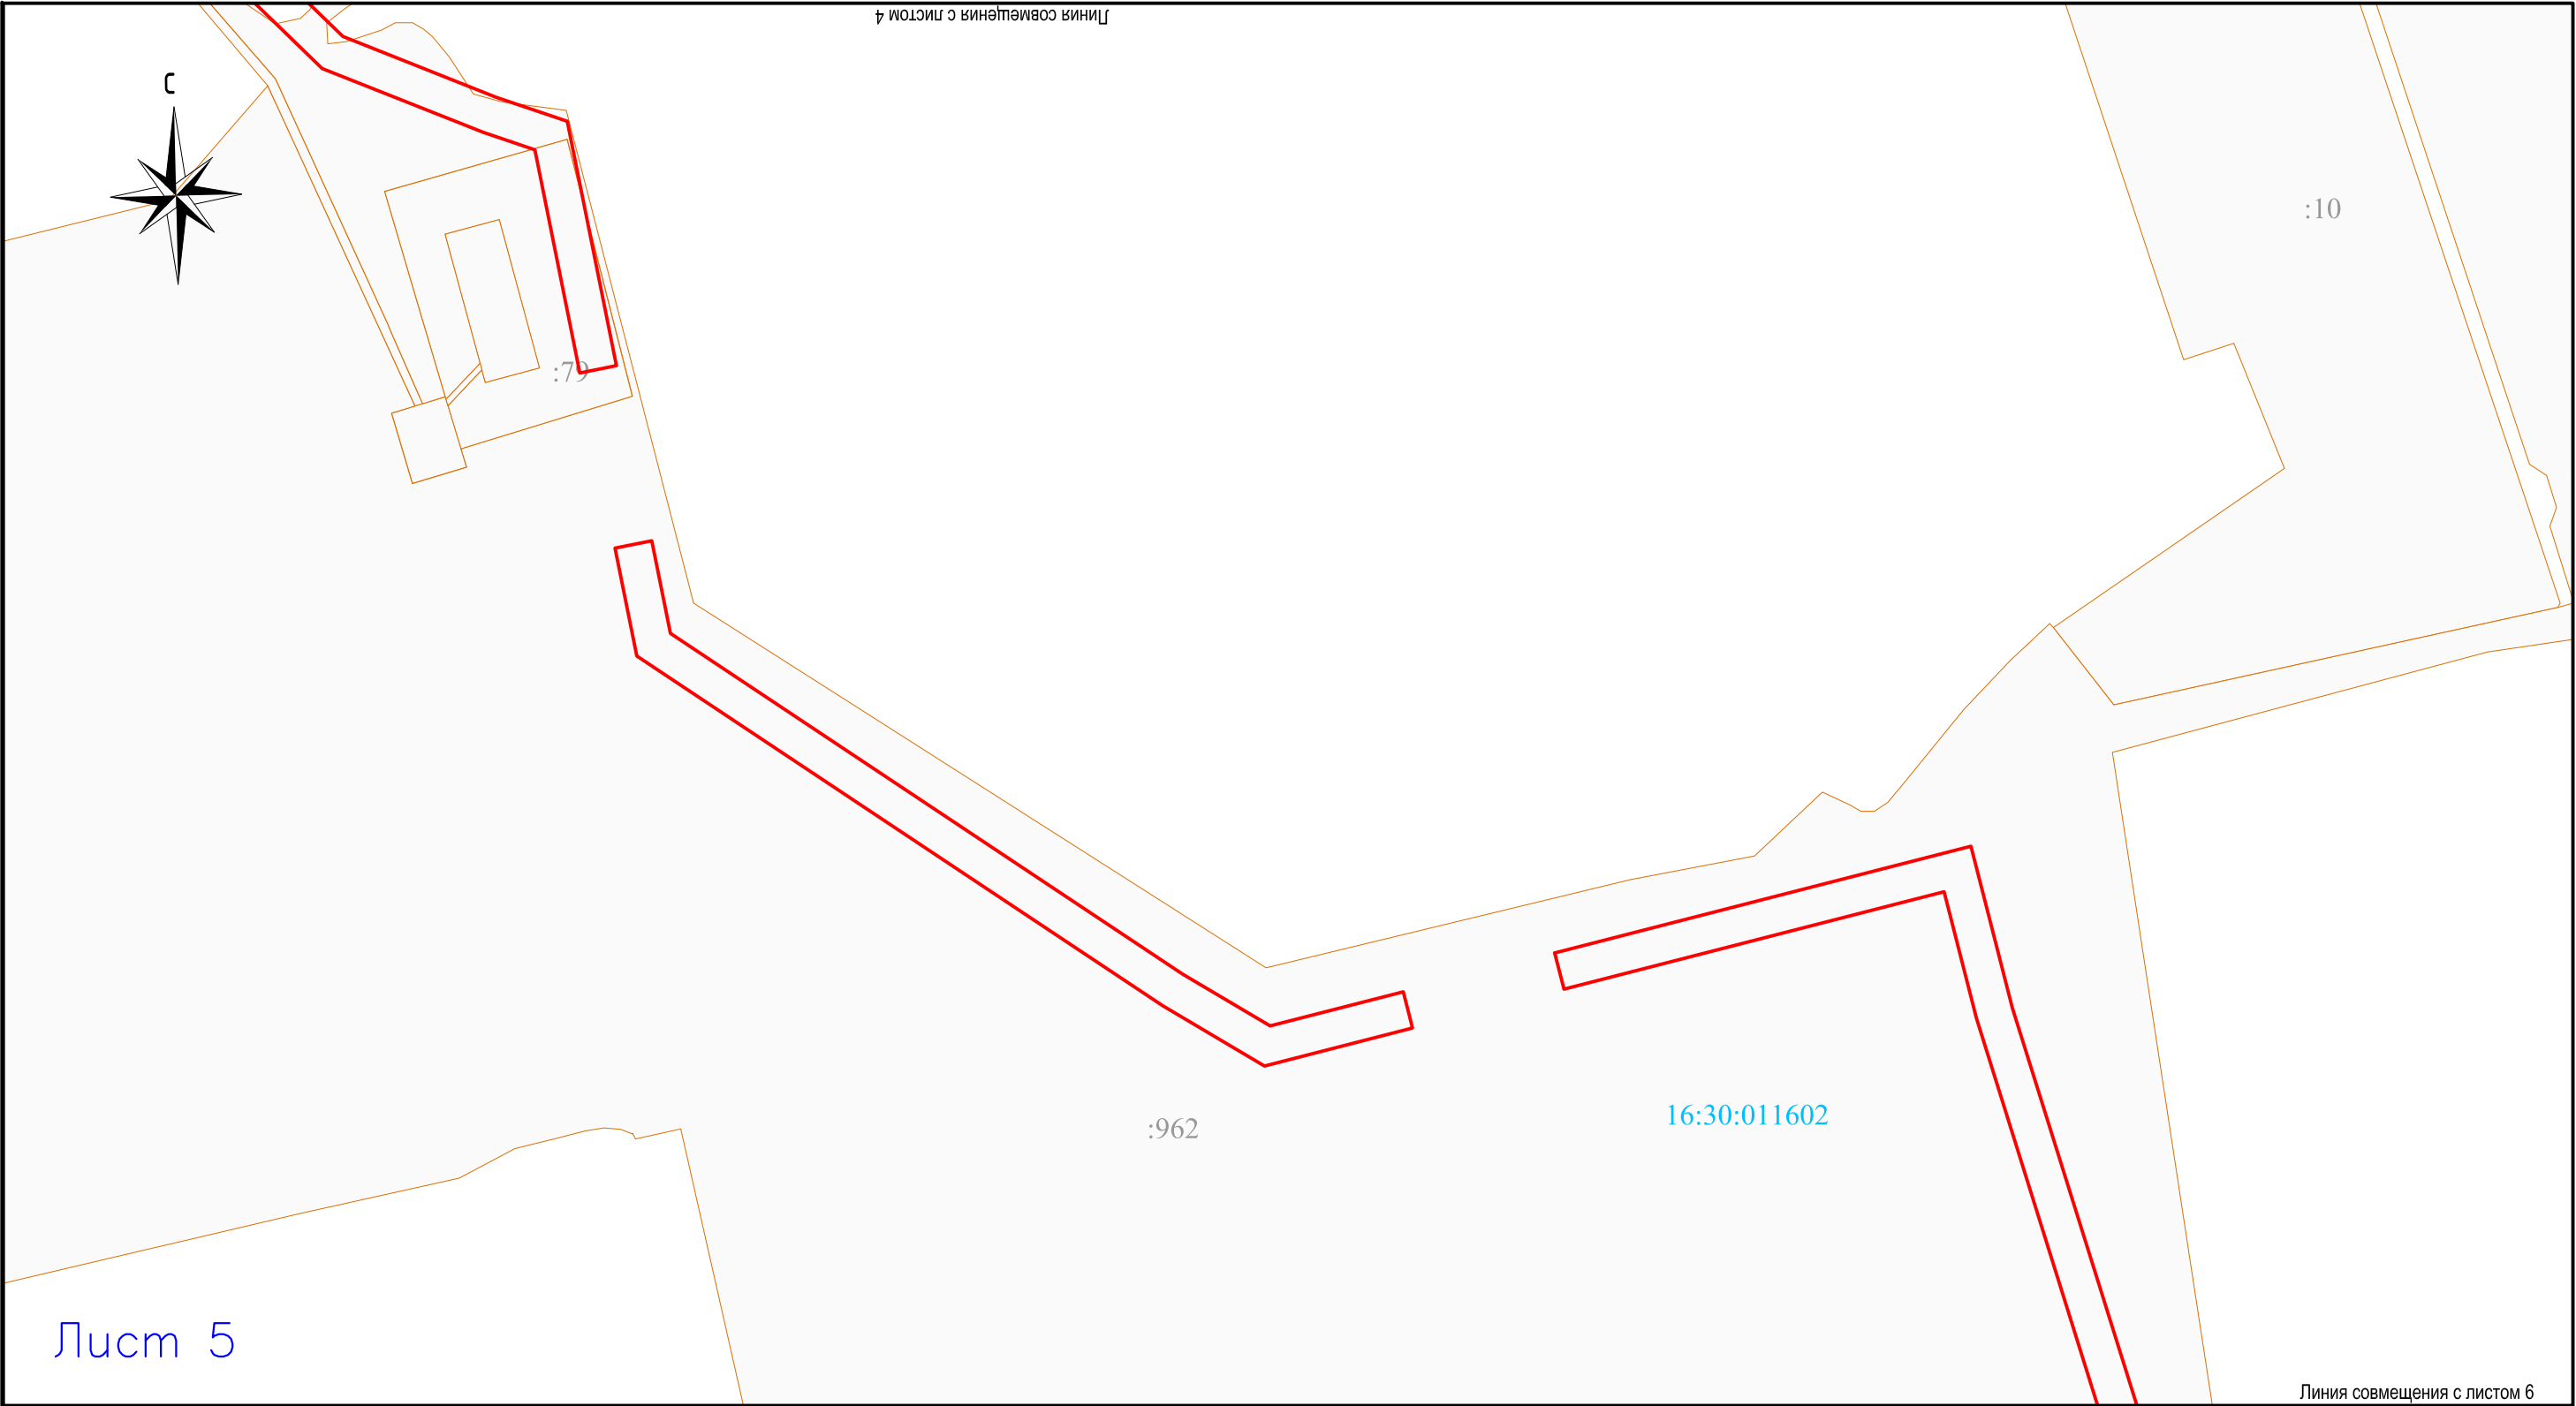 Линия совмещения с листом 4
С
:10
:79
:962
16:30:011602
Лист 5
Линия совмещения с листом 6